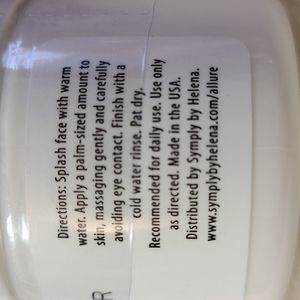 Directions: Splash face with warm
water. Apply a palm-sized amount to
skin, massaging gently and carefully
avoiding eye contact. Finish with a
cold water rinse. Pat dry.
Recommended for daily use. Use only
as directed. Made in the USA.
Distributed by Symply by Helena.
www.symplybyhelena.com/allure